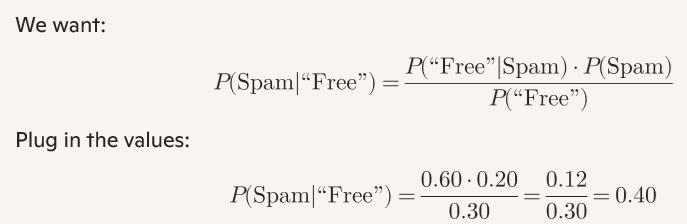 We want:
P(Spam|“Free”) = P(“Free”|Spam) · P(Spam) / P(“Free”)
Plug in the values:
P(Spam|“Free”) = 0.60 · 0.20 / 0.30 = 0.12 / 0.30 = 0.40